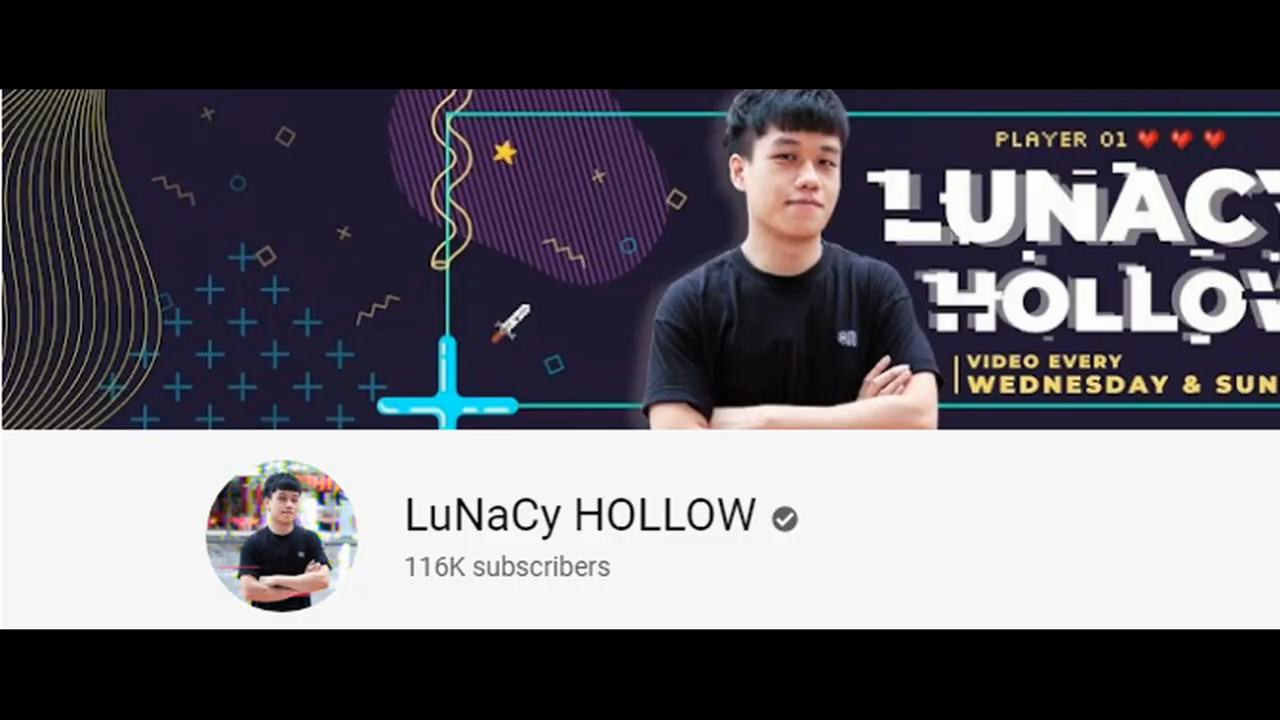 PLAYER 01
LUNACY
HOLLOW
VIDEO EVERY
WEDNESDAY & SUN
LuNaCy HOLLOW
116K subscribers